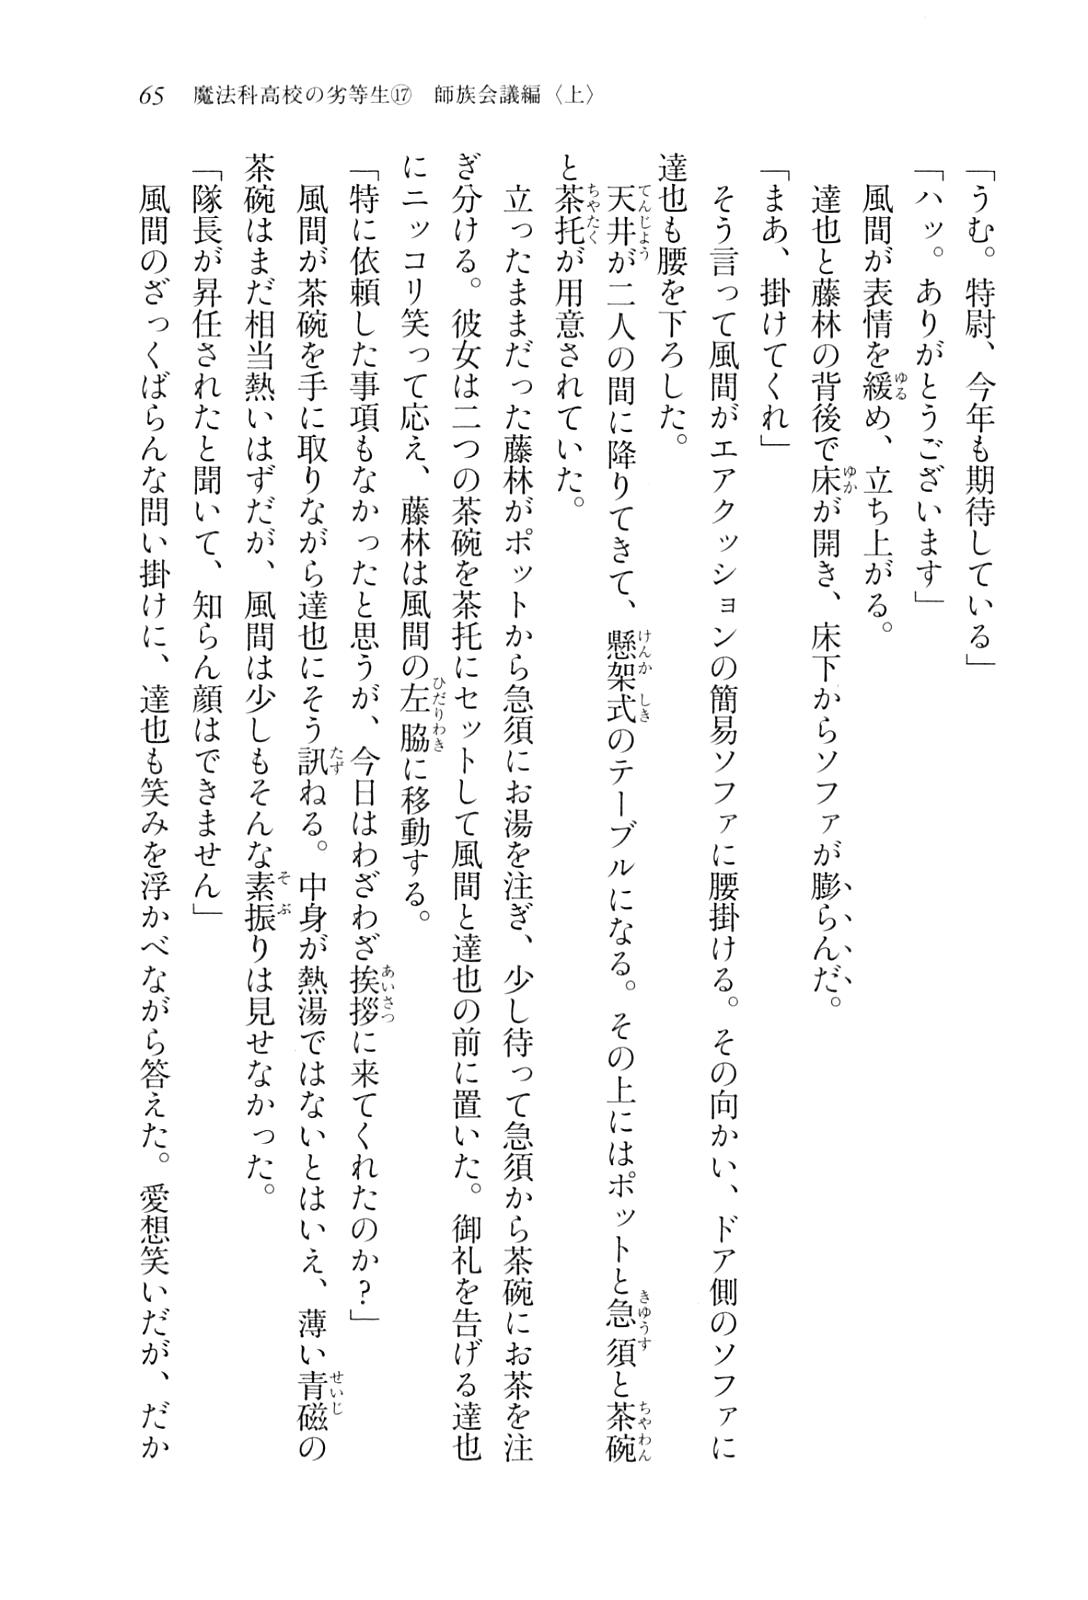 65　魔法科高校の劣等生⑰　師族会議編〈上〉
「うむ。特尉、今年も期待している」
「ハッ。ありがとうございます」
　風間が表情を緩め、立ち上がる。
　達也と藤林の背後で床が開き、床下からソファが膨らんだ。
「まあ、掛けてくれ」
　そう言って風間がエアクッションの簡易ソファに腰掛ける。その向かい、ドア側のソファに
達也も腰を下ろした。
　天井が二人の間に降りてきて、懸架式のテーブルになる。その上にはポットと急須と茶碗
と茶托が用意されていた。
　立ったままだった藤林がポットから急須にお湯を注ぎ、少し待って急須から茶碗にお茶を注
ぎ分ける。彼女は二つの茶碗を茶托にセットして風間と達也の前に置いた。御礼を告げる達也
にニッコリ笑って応え、藤林は風間の左脇に移動する。
「特に依頼した事項もなかったと思うが、今日はわざわざ挨拶に来てくれたのか?」
　風間が茶碗を手に取りながら達也にそう訊ねる。中身が熱湯ではないとはいえ、薄い青磁の
茶碗はまだ相当熱いはずだが、風間は少しもそんな素振りは見せなかった。
「隊長が昇任されたと聞いて、知らん顔はできません」
　風間のざっくばらんな問い掛けに、達也も笑みを浮かべながら答えた。愛想笑いだが、だか